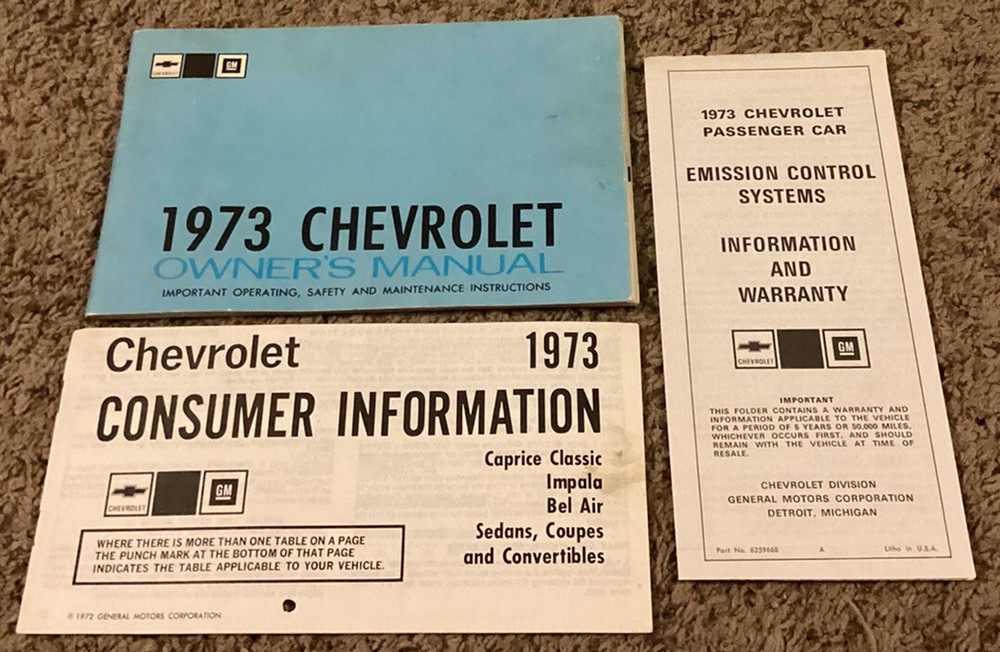 CHEVROLET
GM
1973 CHEVROLET
OWNER'S MANUAL
IMPORTANT OPERATING, SAFETY AND MAINTENANCE INSTRUCTIONS
1973 CHEVROLET
PASSENGER CAR
EMISSION CONTROL
SYSTEMS
INFORMATION
AND
WARRANTY
CHEVROLET
GM
IMPORTANT
THIS FOLDER CONTAINS A WARRANTY AND
INFORMATION APPLICABLE TO THE VEHICLE
FOR A PERIOD OF 5 YEARS OR 50,000 MILES,
WHICHEVER OCCURS FIRST, AND SHOULD
REMAIN WITH THE VEHICLE AT TIME OF
RESALE.
CHEVROLET DIVISION
GENERAL MOTORS CORPORATION
DETROIT, MICHIGAN
Part No. 6259668 A Litho in U.S.A.
Chevrolet 1973
CONSUMER INFORMATION
Caprice Classic
Impala
Bel Air
Sedans, Coupes
and Convertibles
CHEVROLET
GM
WHERE THERE IS MORE THAN ONE TABLE ON A PAGE
THE PUNCH MARK AT THE BOTTOM OF THAT PAGE
INDICATES THE TABLE APPLICABLE TO YOUR VEHICLE.
© 1972 GENERAL MOTORS CORPORATION